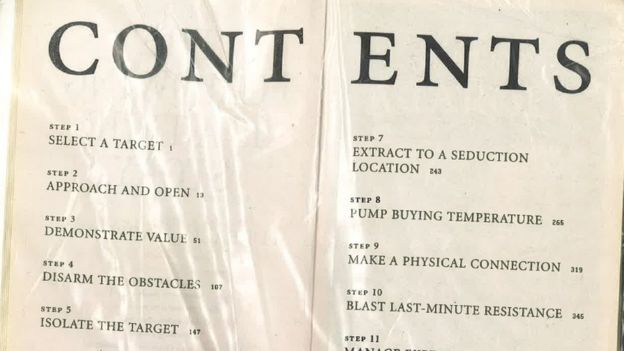 CONTENTS
STEP 1
SELECT A TARGET 1
STEP 2
APPROACH AND OPEN 13
STEP 3
DEMONSTRATE VALUE 51
STEP 4
DISARM THE OBSTACLES 107
STEP 5
ISOLATE THE TARGET 147
STEP 7
EXTRACT TO A SEDUCTION
LOCATION 243
STEP 8
PUMP BUYING TEMPERATURE 265
STEP 9
MAKE A PHYSICAL CONNECTION 319
STEP 10
BLAST LAST-MINUTE RESISTANCE 345
STEP 11